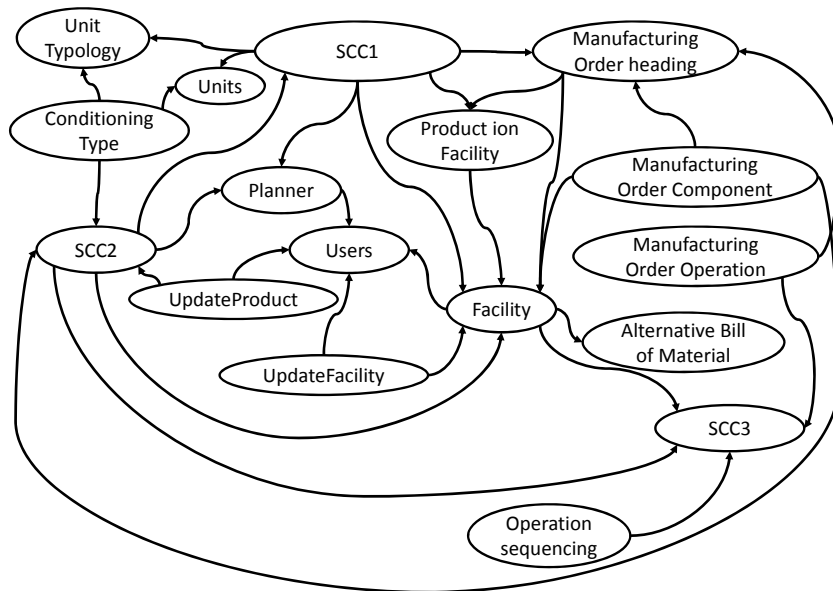 Unit
Typology
SCC1
Manufacturing
Order heading
Units
Conditioning
Type
Product ion
Facility
Manufacturing
Order Component
Planner
SCC2
Users
Manufacturing
Order Operation
UpdateProduct
Facility
Alternative Bill
of Material
UpdateFacility
SCC3
Operation
sequencing